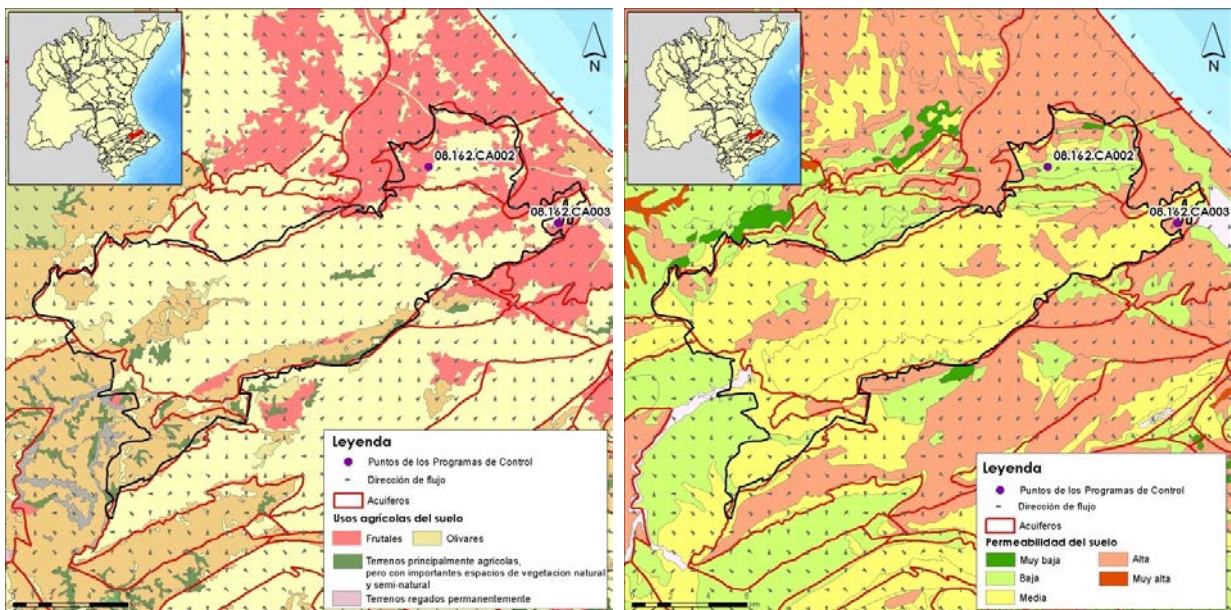 N
08.162.CA002
08.162.CA003
Leyenda
Puntos de los Programas de Control
Dirección de flujo
Acuíferos
Usos agrícolas del suelo
Frutales
Olivares
Terrenos principalmente agrícolas,
pero con importantes espacios de vegetacion natural
y semi-natural
Terrenos regados permanentemente
N
08.162.CA002
08.162.CA003
Leyenda
Puntos de los Programas de Control
Dirección de flujo
Acuíferos
Permeabilidad del suelo
Muy baja
Alta
Baja
Muy alta
Media